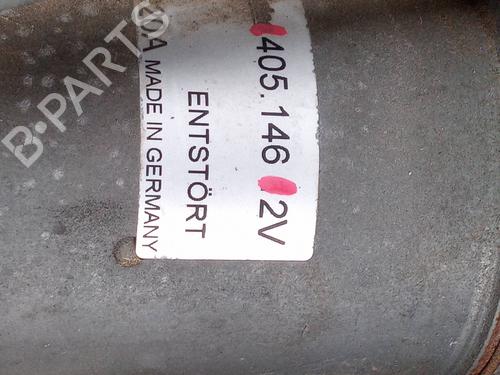 405.146 2V
ENTSTÖRT
.A MADE IN GERMANY
B-PARTS